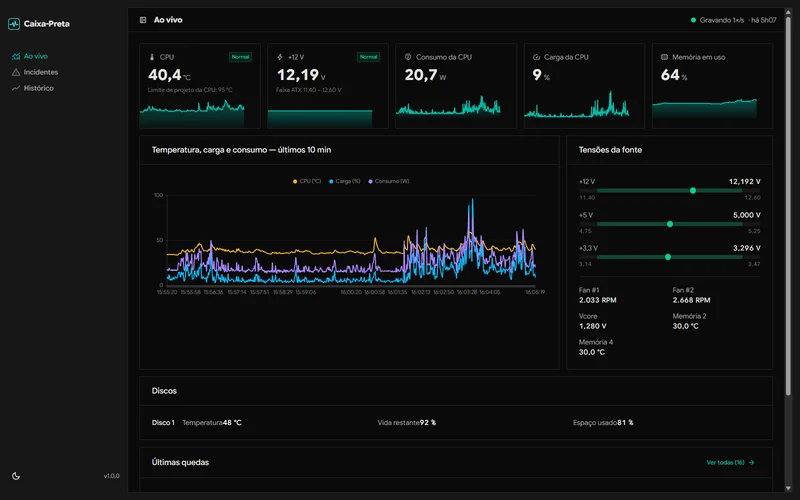 Caixa-Preta
Ao vivo
Gravando 1×/s · há 5h07
Ao vivo
Incidentes
Histórico
CPU
Normal
40,4 °C
Limite de projeto da CPU: 95 °C
+12 V
Normal
12,19 V
Faixa ATX 11,40 – 12,60 V
Consumo da CPU
20,7 W
Carga da CPU
9 %
Memória em uso
64 %
Temperatura, carga e consumo — últimos 10 min
CPU (°C)
Carga (%)
Consumo (W)
100
50
0
15:55:20
15:55:58
15:56:36
15:57:14
15:57:51
15:58:29
15:59:06
16:00:20
16:00:58
16:01:35
16:02:13
16:02:50
16:03:28
16:04:05
16:05:19
Tensões da fonte
+12 V
12,192 V
11,40
12,60
+5 V
5,000 V
4,75
5,25
+3,3 V
3,296 V
3,14
3,47
Fan #1
2.033 RPM
Fan #2
2.668 RPM
Vcore
1,280 V
Memória 2
30,0 °C
Memória 4
30,0 °C
Discos
Disco 1
Temperatura48 °C
Vida restante92 %
Espaço usado81 %
Últimas quedas
Ver todas (16) →
v1.0.0